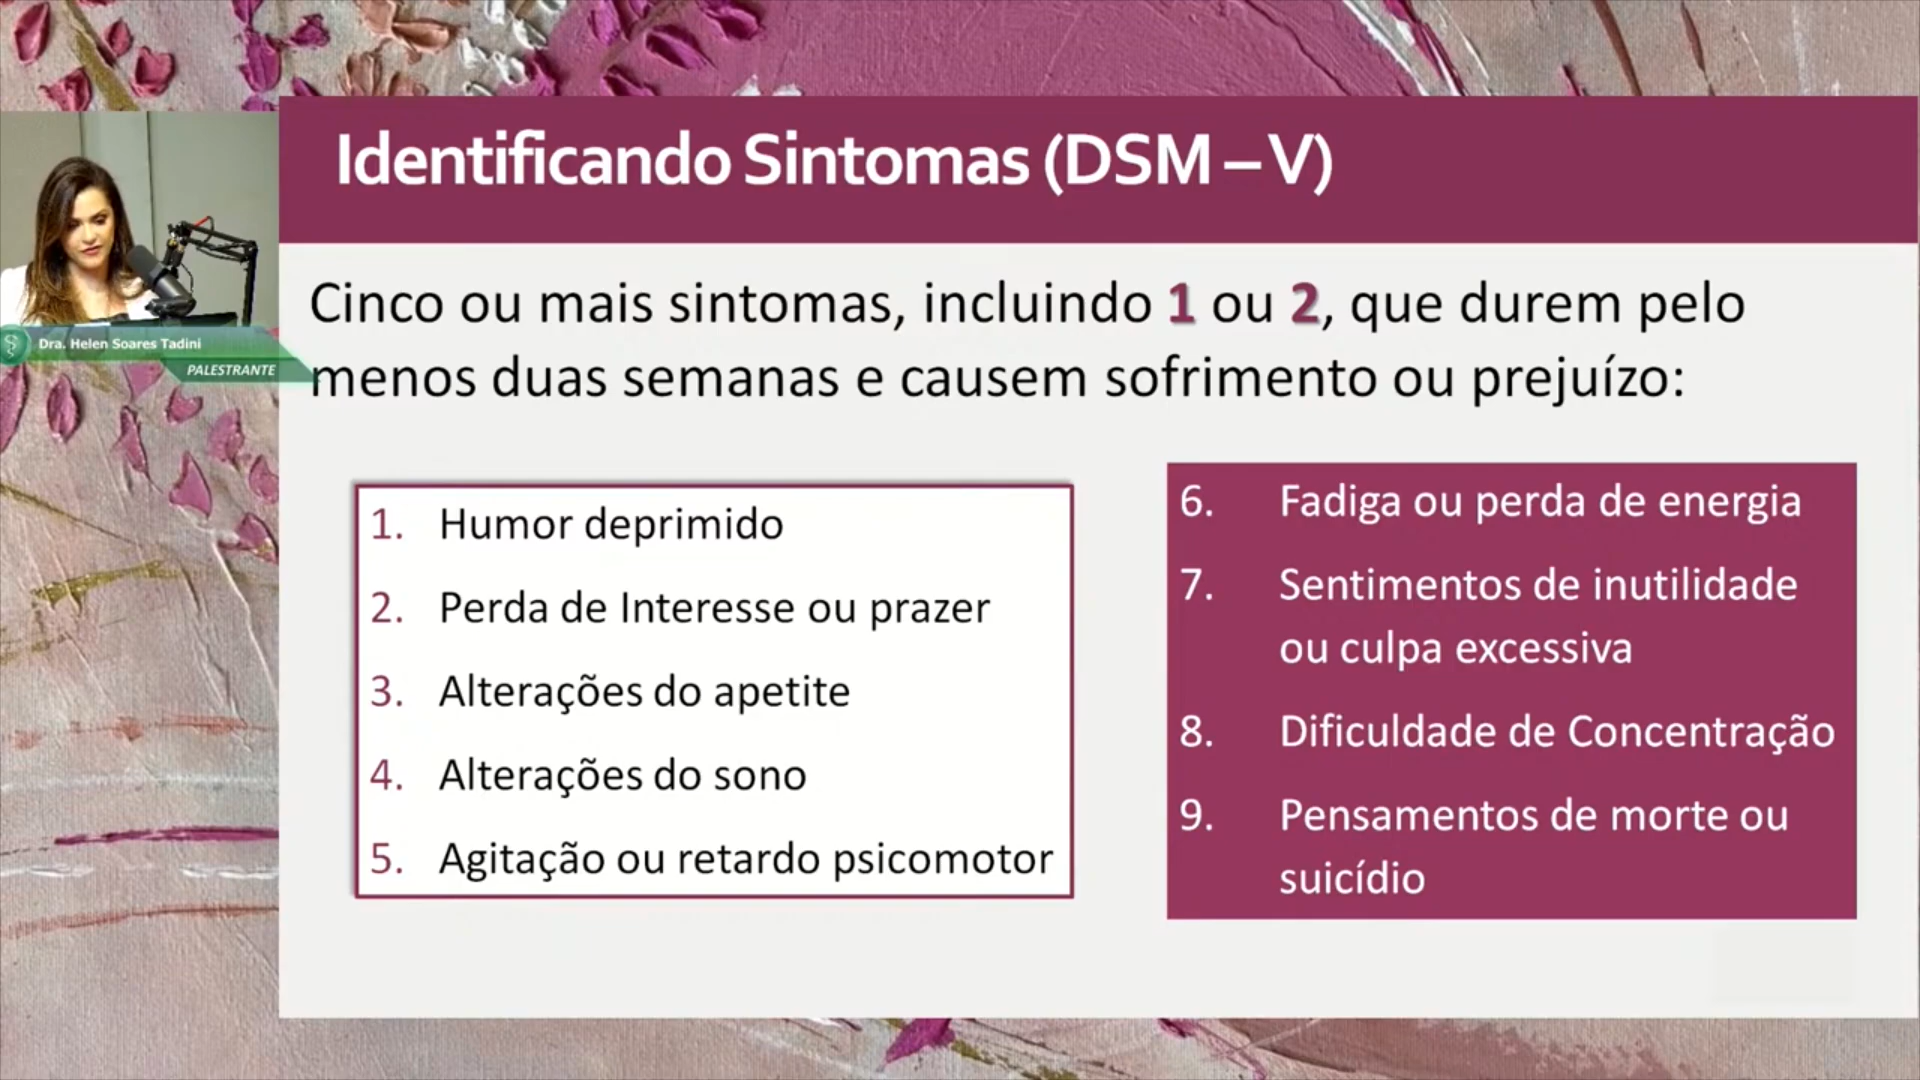 Identificando Sintomas (DSM – V)
Dra. Helen Soares Tadini
PALESTRANTE
Cinco ou mais sintomas, incluindo 1 ou 2, que durem pelo
menos duas semanas e causem sofrimento ou prejuízo:
1. Humor deprimido
2. Perda de Interesse ou prazer
3. Alterações do apetite
4. Alterações do sono
5. Agitação ou retardo psicomotor
6. Fadiga ou perda de energia
7. Sentimentos de inutilidade
ou culpa excessiva
8. Dificuldade de Concentração
9. Pensamentos de morte ou
suicídio